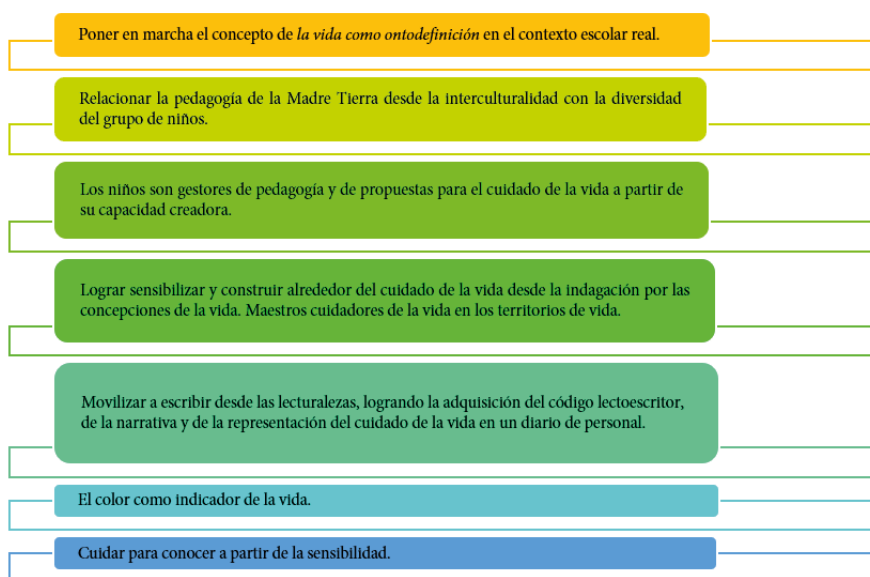 Poner en marcha el concepto de la vida como ontodefinición en el contexto escolar real.
Relacionar la pedagogía de la Madre Tierra desde la interculturalidad con la diversidad
del grupo de niños.
Los niños son gestores de pedagogía y de propuestas para el cuidado de la vida a partir de
su capacidad creadora.
Lograr sensibilizar y construir alrededor del cuidado de la vida desde la indagación por las
concepciones de la vida. Maestros cuidadores de la vida en los territorios de vida.
Movilizar a escribir desde las lecturalezas, logrando la adquisición del código lectoescritor,
de la narrativa y de la representación del cuidado de la vida en un diario de personal.
El color como indicador de la vida.
Cuidar para conocer a partir de la sensibilidad.